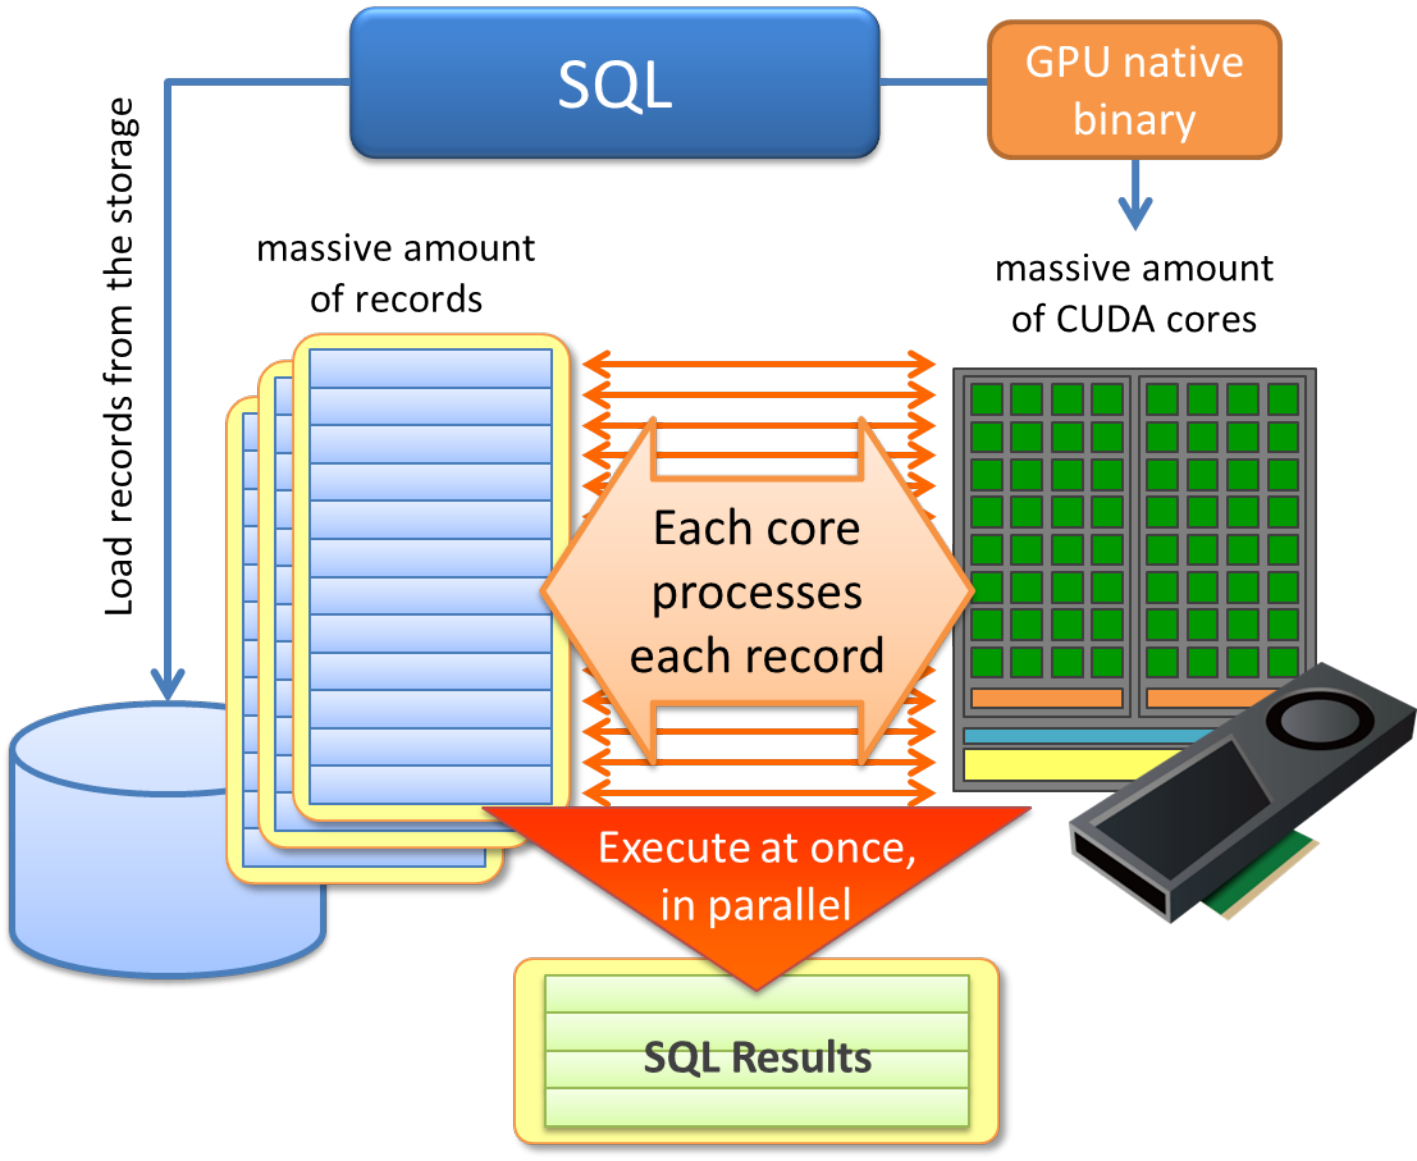 SQL
GPU native
binary
Load records from the storage
massive amount
of records
massive amount
of CUDA cores
Each core
processes
each record
Execute at once,
in parallel
SQL Results